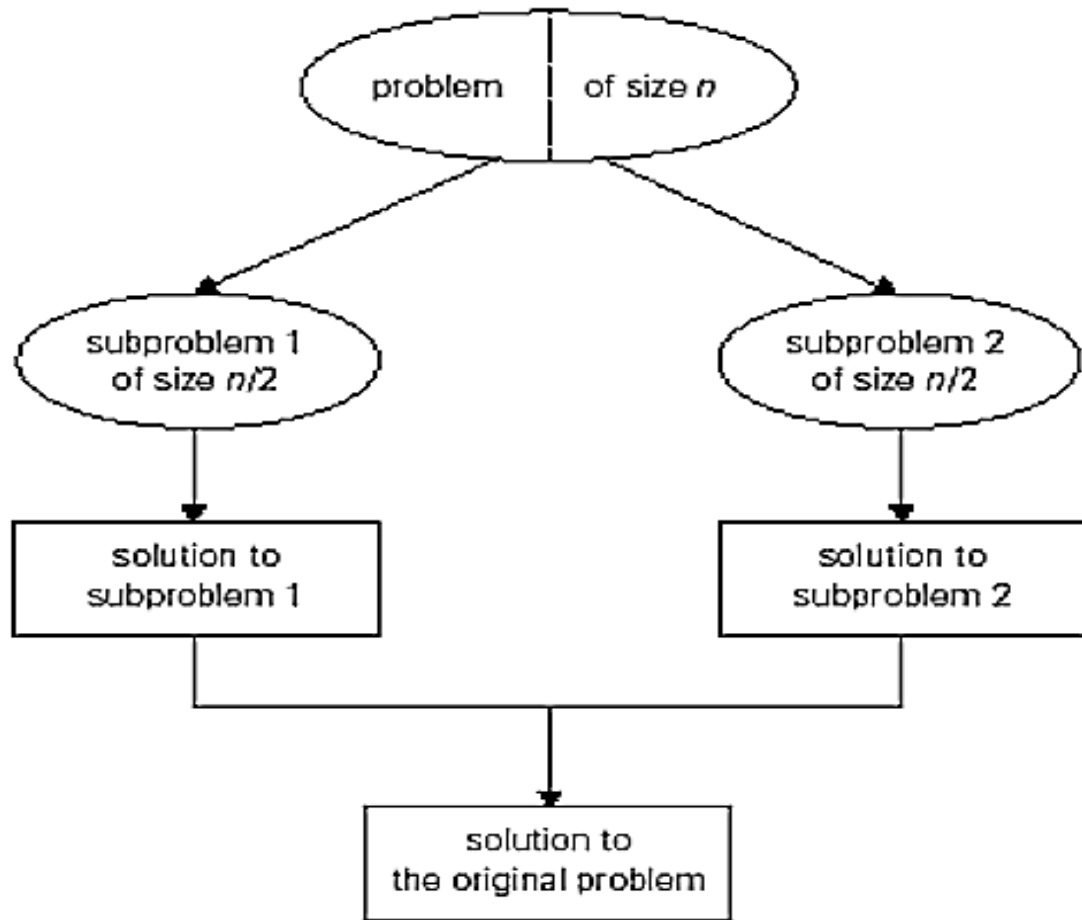 problem of size n
subproblem 1
of size n/2
subproblem 2
of size n/2
solution to
subproblem 1
solution to
subproblem 2
solution to
the original problem